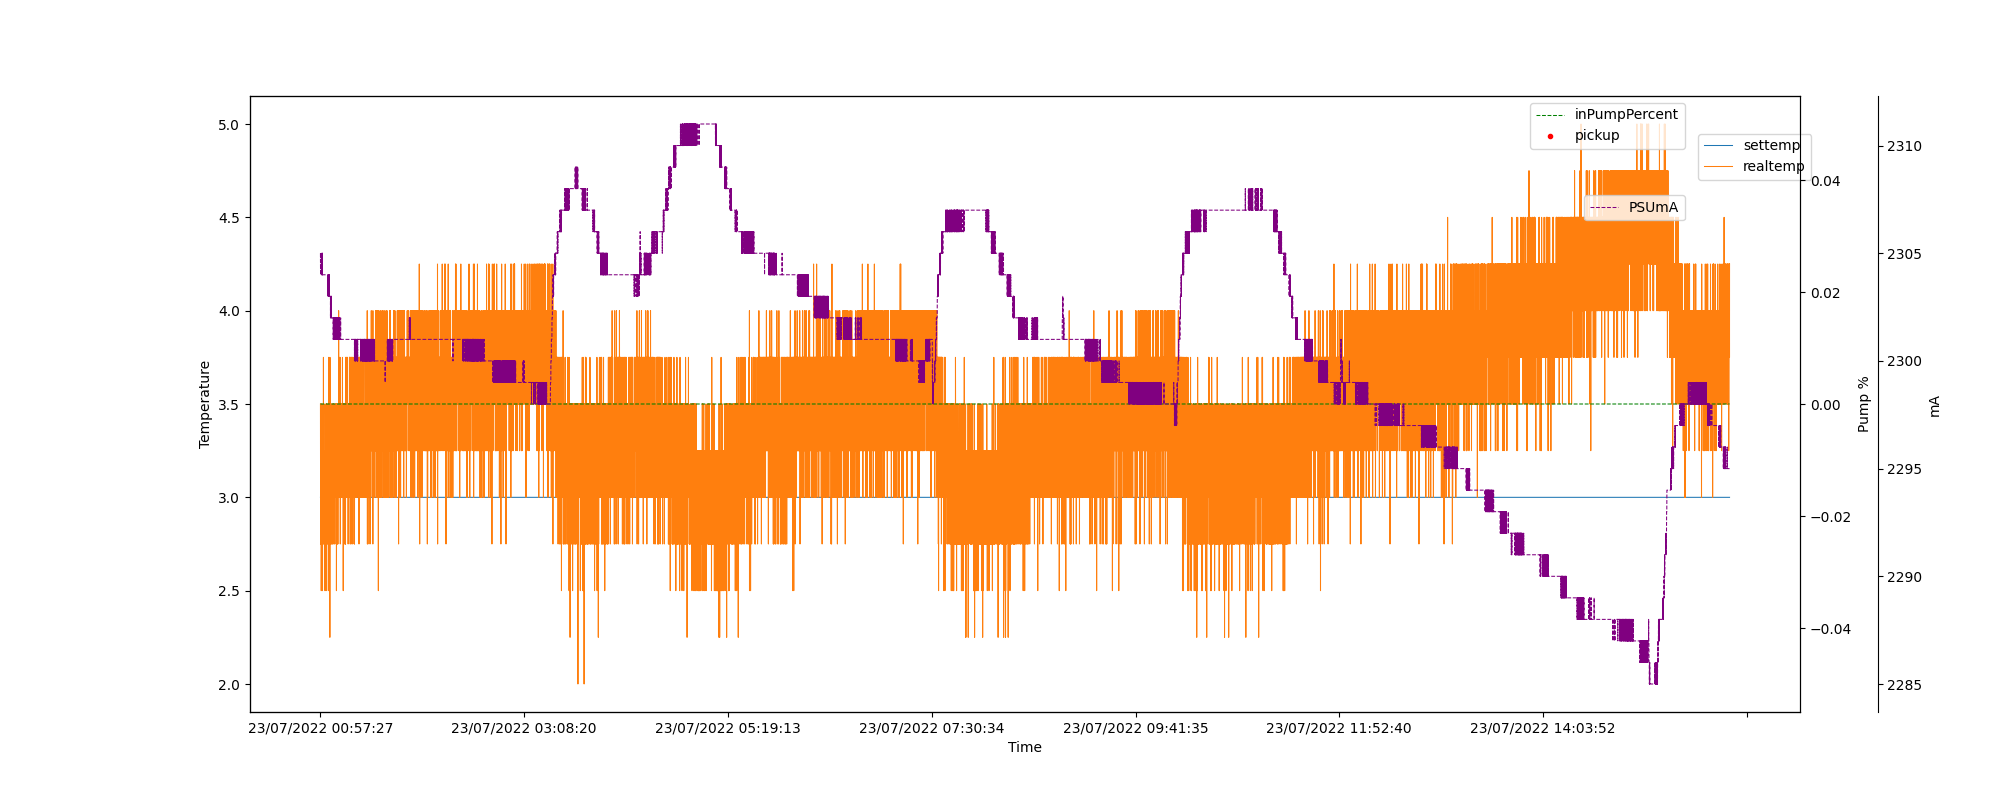 inPumpPercent
pickup
settemp
realtemp
PSUmA
5.0
4.5
4.0
3.5
3.0
2.5
2.0
Temperature
0.04
0.02
0.00
−0.02
−0.04
Pump %
2310
2305
2300
2295
2290
2285
mA
23/07/2022 00:57:27
23/07/2022 03:08:20
23/07/2022 05:19:13
23/07/2022 07:30:34
23/07/2022 09:41:35
23/07/2022 11:52:40
23/07/2022 14:03:52
Time